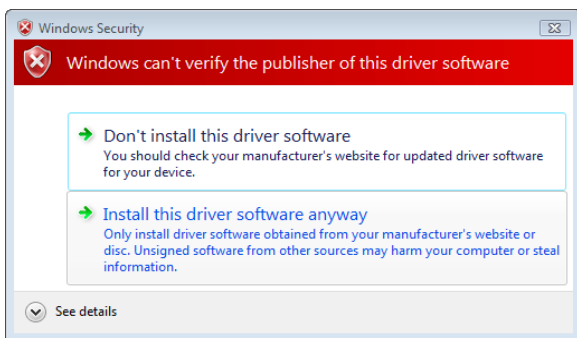 Windows Security
Windows can't verify the publisher of this driver software
Don't install this driver software
You should check your manufacturer's website for updated driver software
for your device.
Install this driver software anyway
Only install driver software obtained from your manufacturer's website or
disc. Unsigned software from other sources may harm your computer or steal
information.
See details